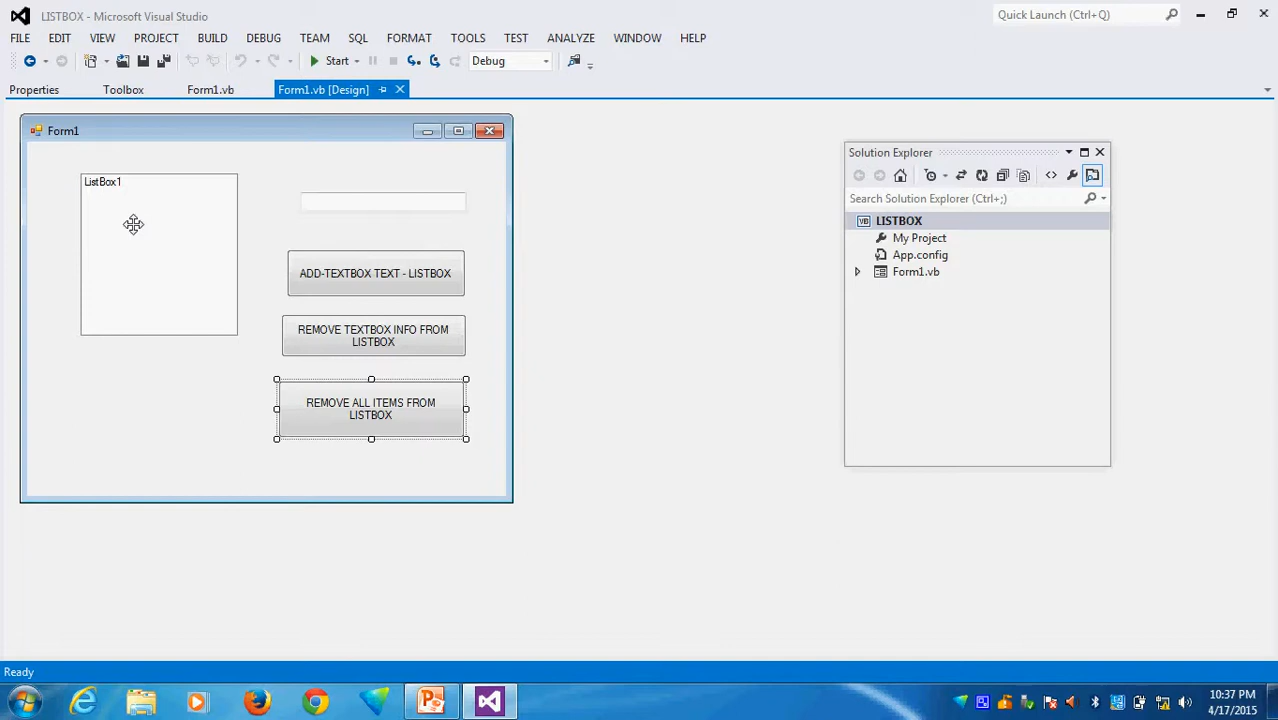 LISTBOX - Microsoft Visual Studio
Quick Launch (Ctrl+Q)
FILE EDIT VIEW PROJECT BUILD DEBUG TEAM SQL FORMAT TOOLS TEST ANALYZE WINDOW HELP
Start Debug
Properties Toolbox Form1.vb Form1.vb [Design]
Form1
ListBox1
ADD-TEXTBOX TEXT - LISTBOX
REMOVE TEXTBOX INFO FROM
LISTBOX
REMOVE ALL ITEMS FROM
LISTBOX
Solution Explorer
Search Solution Explorer (Ctrl+;)
VB LISTBOX
My Project
App.config
Form1.vb
Ready
10:37 PM
4/17/2015